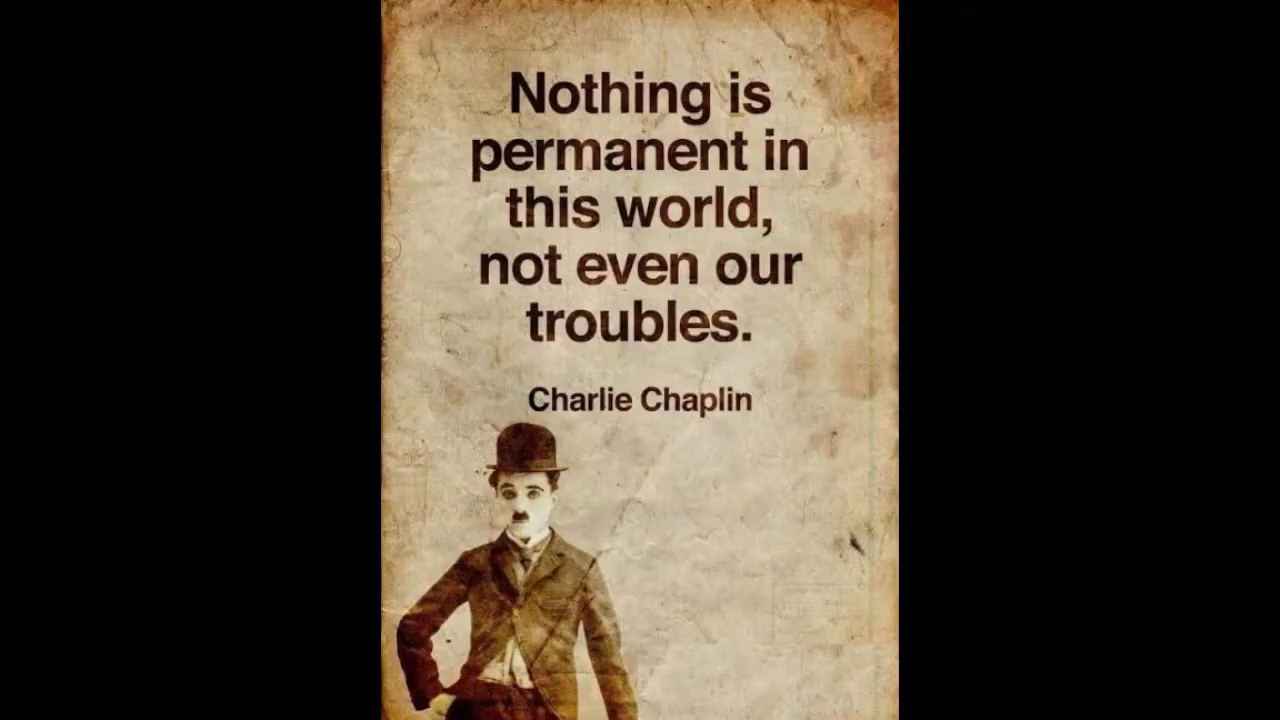 Nothing is
permanent in
this world,
not even our
troubles.
Charlie Chaplin